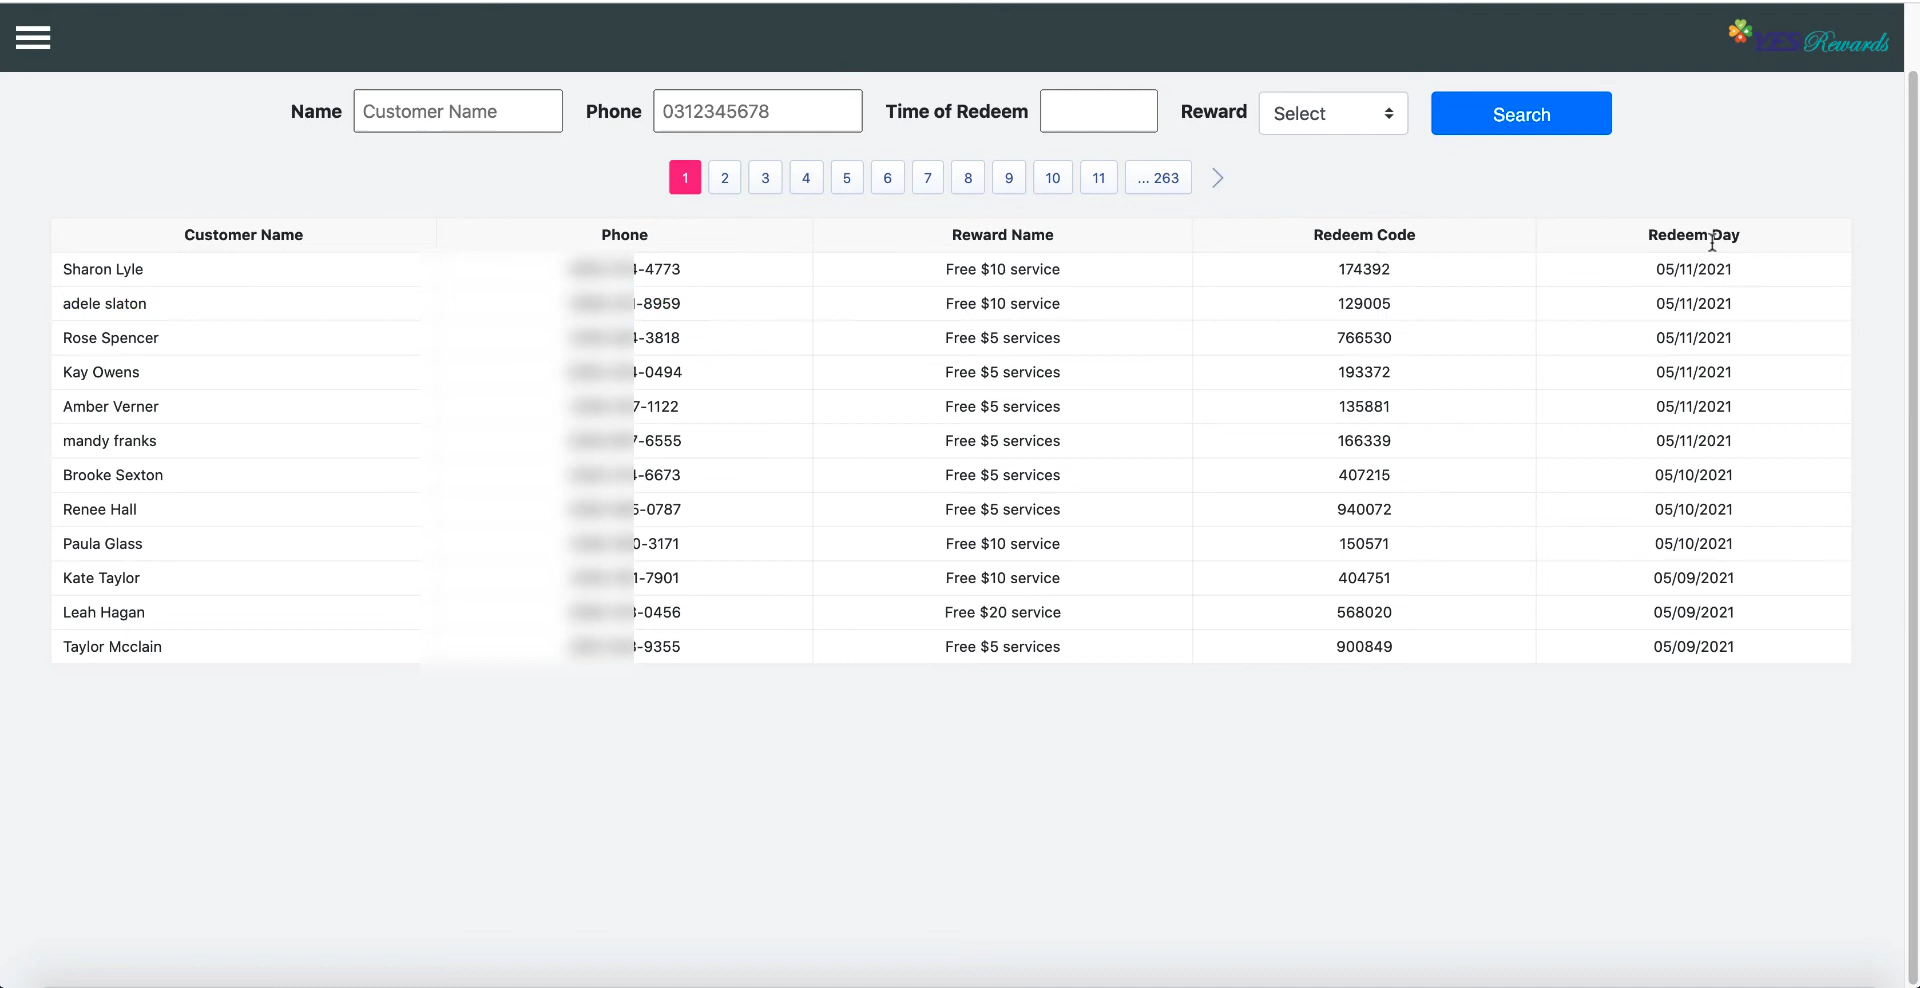 YES Rewards
Name Customer Name Phone 0312345678 Time of Redeem Reward Select Search
1 2 3 4 5 6 7 8 9 10 11 ... 263
Customer Name Phone Reward Name Redeem Code Redeem Day
Sharon Lyle -4773 Free $10 service 174392 05/11/2021
adele slaton -8959 Free $10 service 129005 05/11/2021
Rose Spencer -3818 Free $5 services 766530 05/11/2021
Kay Owens -0494 Free $5 services 193372 05/11/2021
Amber Verner 7-1122 Free $5 services 135881 05/11/2021
mandy franks -6555 Free $5 services 166339 05/11/2021
Brooke Sexton -6673 Free $5 services 407215 05/10/2021
Renee Hall 5-0787 Free $5 services 940072 05/10/2021
Paula Glass 0-3171 Free $10 service 150571 05/10/2021
Kate Taylor 1-7901 Free $10 service 404751 05/09/2021
Leah Hagan -0456 Free $20 service 568020 05/09/2021
Taylor Mcclain -9355 Free $5 services 900849 05/09/2021